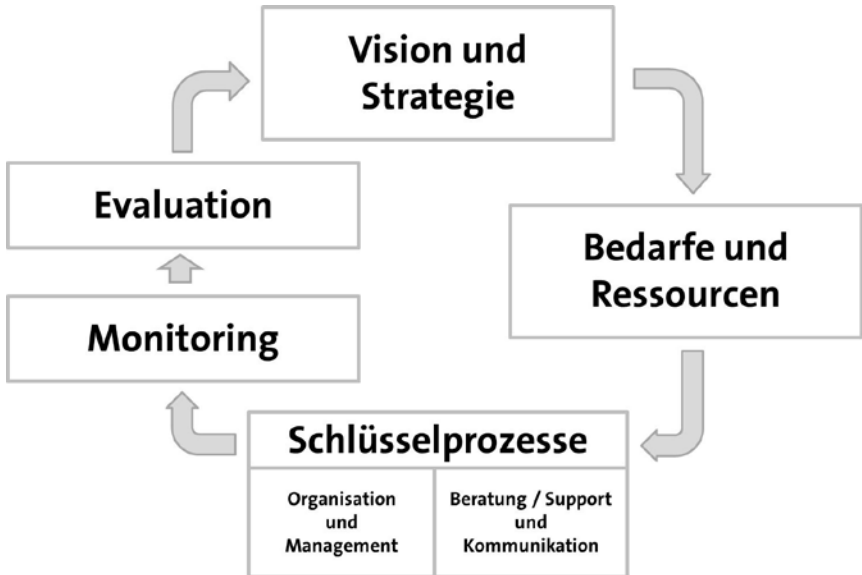 Vision und
Strategie
Bedarfe und
Ressourcen
Schlüsselprozesse
Organisation
und
Management
Beratung / Support
und
Kommunikation
Monitoring
Evaluation